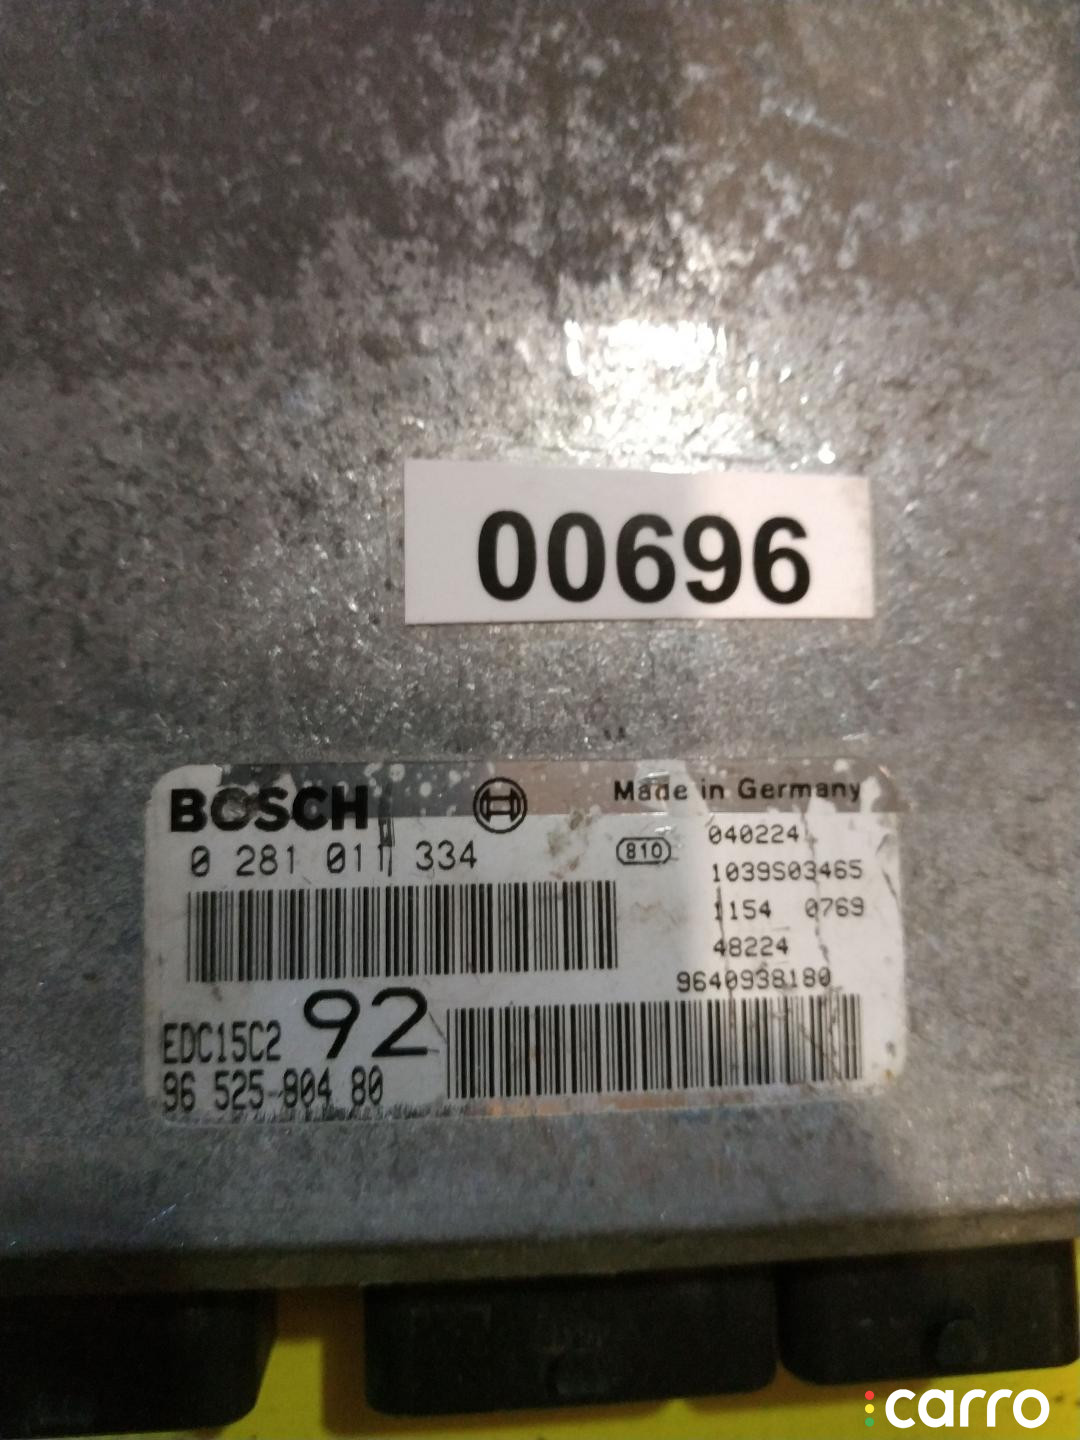 00696
BOSCH
Made in Germany
0 281 011 334
810
040224
1039S03465
1154 0769
48224
9640938180
EDC15C2
92
96 525 804 80
carro